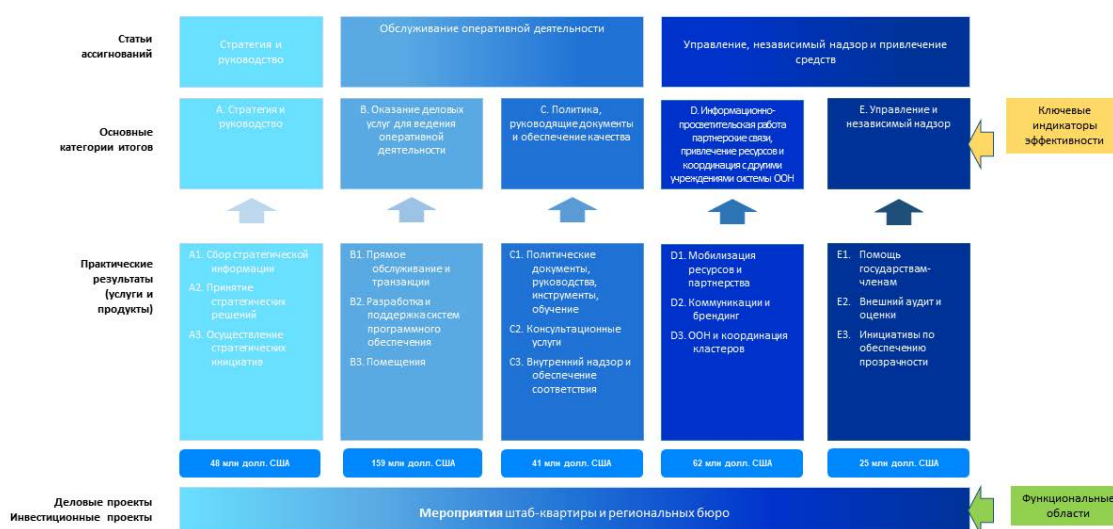 Статьи
ассигнований
Стратегия и
руководство
Обслуживание оперативной деятельности
Управление, независимый надзор и привлечение
средств
Основные
категории итогов
A. Стратегия и
руководство
B. Оказание деловых
услуг для ведения
оперативной
деятельности
C. Политика,
руководящие документы
и обеспечение качества
D. Информационно-
просветительская работа
партнерские связи,
привлечение ресурсов и
координация с другими
учреждениями системы ООН
E. Управление и
независимый надзор
Ключевые
индикаторы
эффективности
Практические
результаты
(услуги и
продукты)
A1. Сбор стратегической
информации
A2. Принятие
стратегических
решений
A3. Осуществление
стратегических
инициатив
B1. Прямое
обслуживание и
транзакции
B2. Разработка и
поддержка систем
программного
обеспечения
B3. Помещения
C1. Политические
документы,
руководства,
инструменты,
обучение
C2. Консультационные
услуги
C3. Внутренний надзор и
обеспечение
соответствия
D1. Мобилизация
ресурсов и
партнерства
D2. Коммуникации и
брендинг
D3. ООН и координация
кластеров
E1. Помощь
государствам-
членам
E2. Внешний аудит и
оценки
E3. Инициативы по
обеспечению
прозрачности
48 млн долл. США
159 млн долл. США
41 млн долл. США
62 млн долл. США
25 млн долл. США
Деловые проекты
Инвестиционные проекты
Мероприятия штаб-квартиры и региональных бюро
Функциональные
области